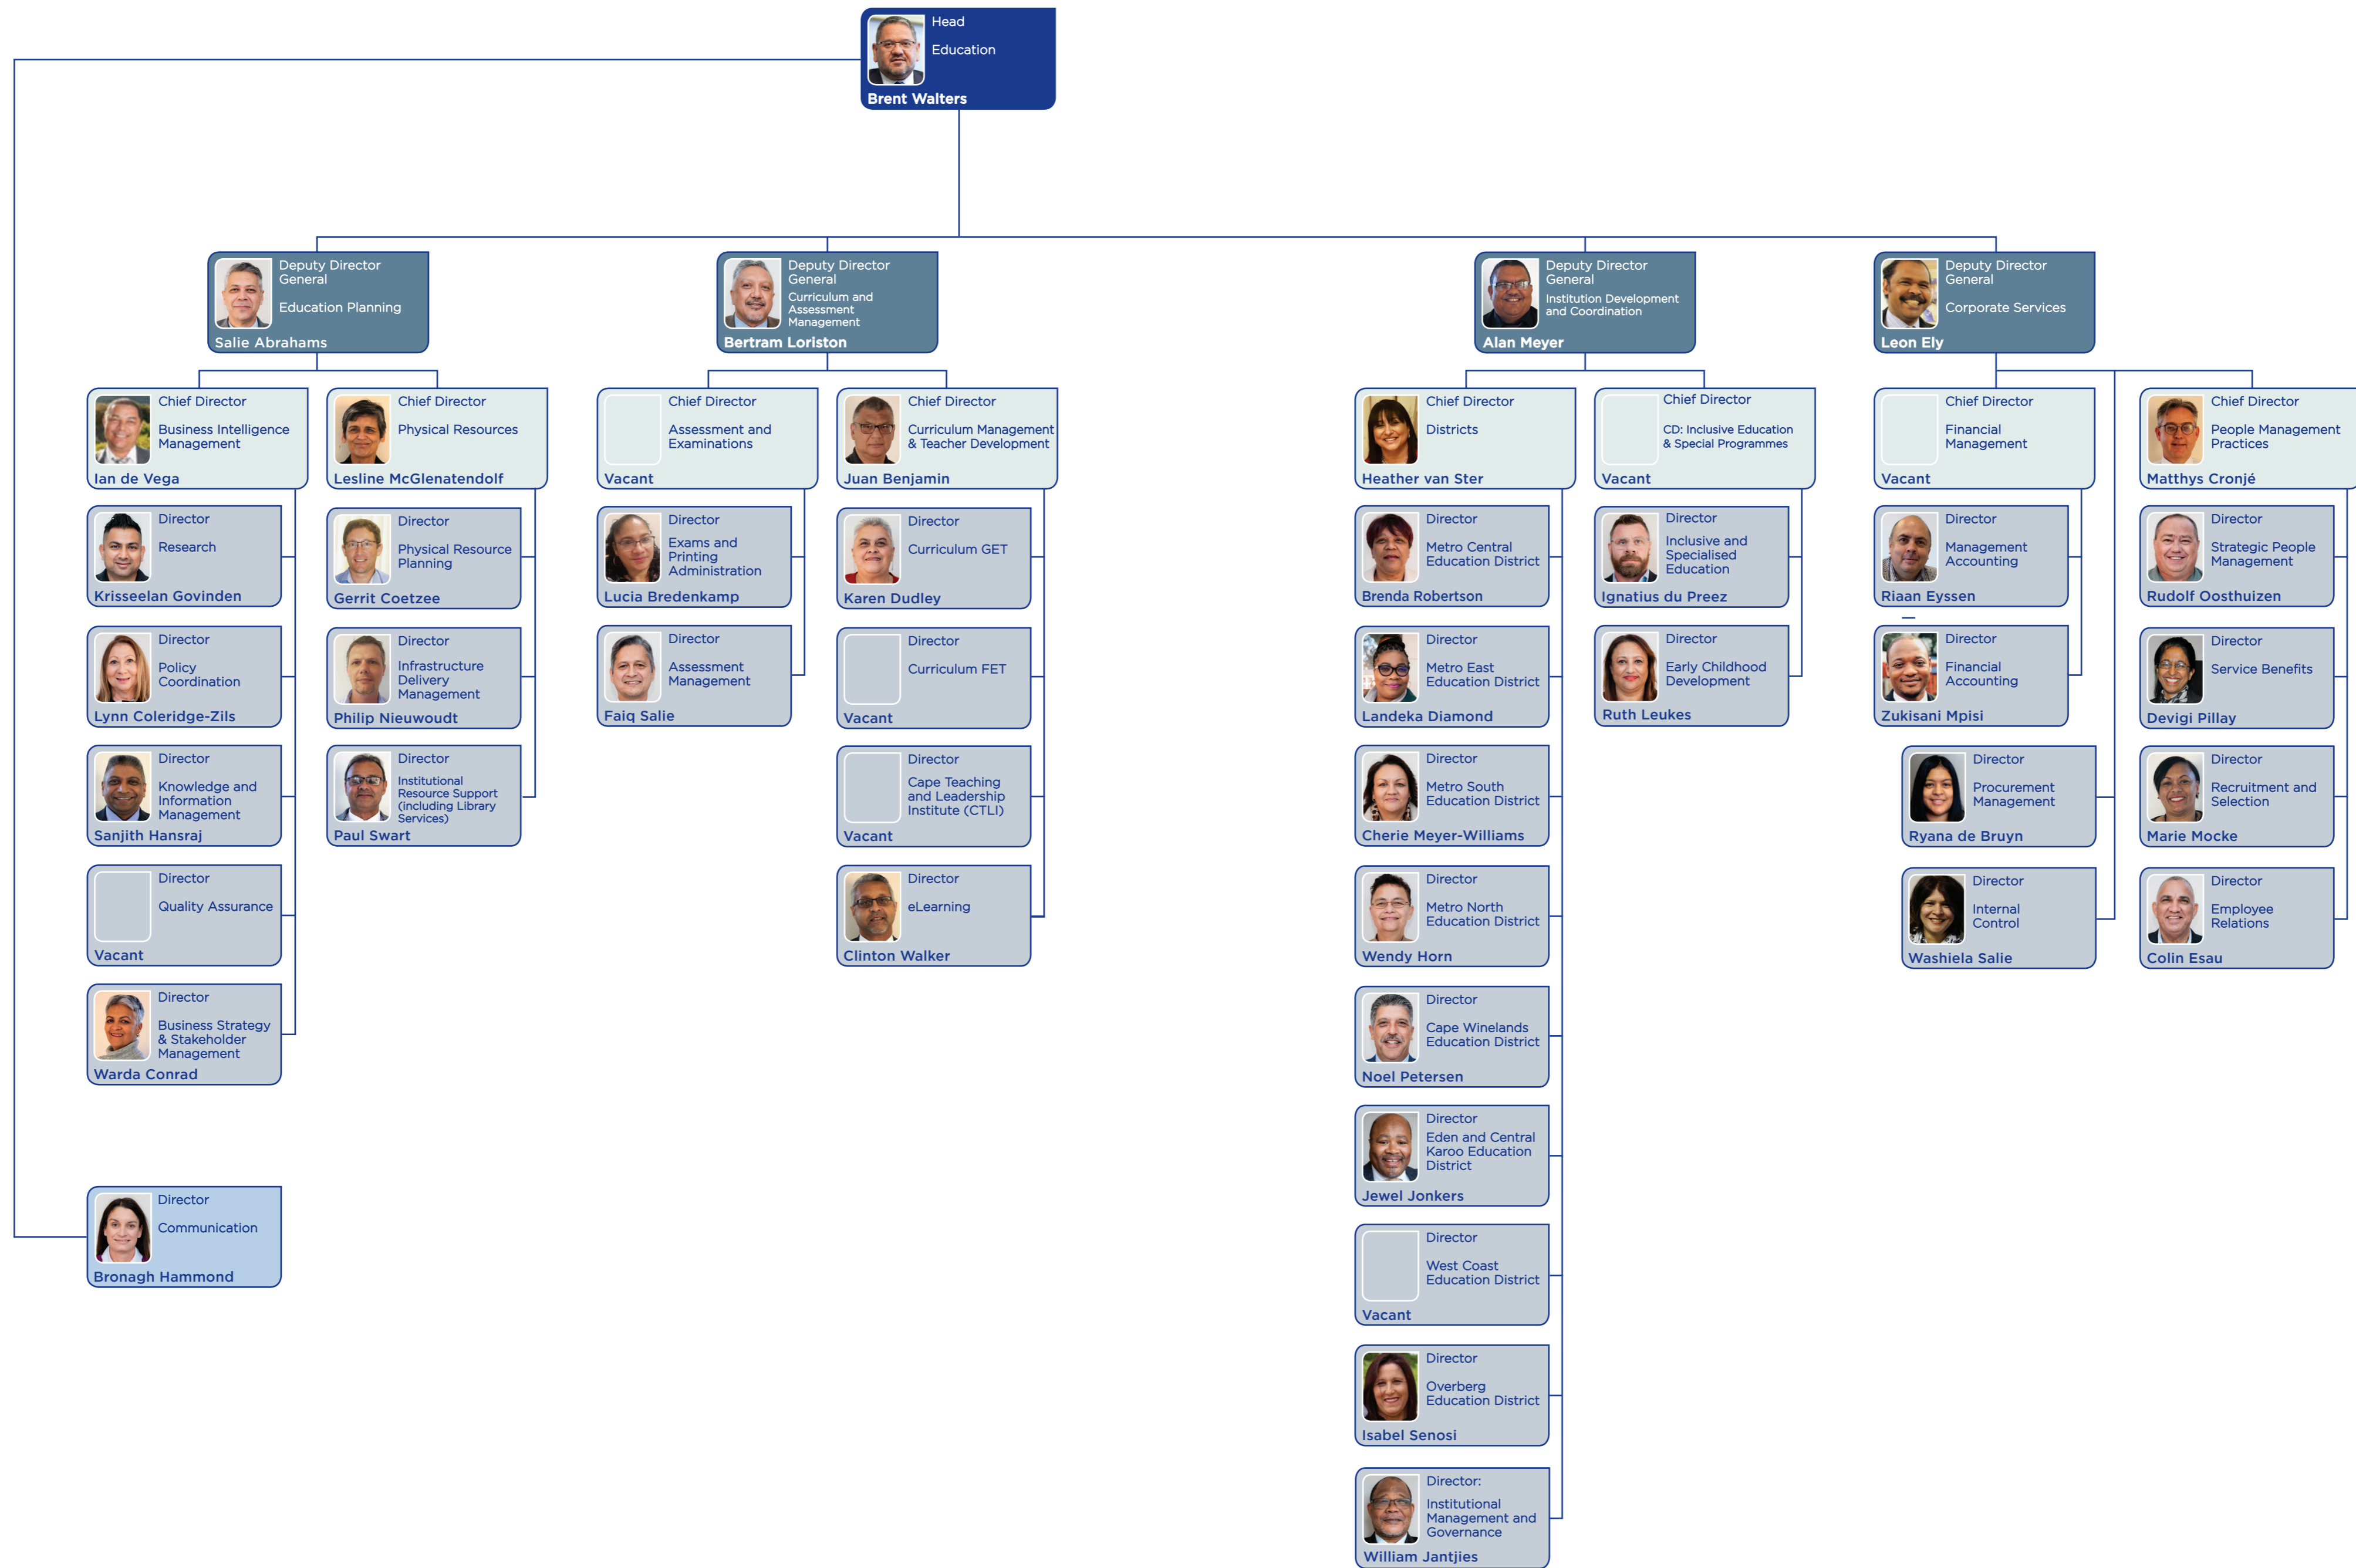 Head
Education
Brent Walters
Deputy Director
General
Education Planning
Salie Abrahams
Deputy Director
General
Curriculum and
Assessment
Management
Bertram Loriston
Deputy Director
General
Institution Development
and Coordination
Alan Meyer
Deputy Director
General
Corporate Services
Leon Ely
Chief Director
Business Intelligence
Management
Ian de Vega
Chief Director
Physical Resources
Lesline McGlenatendolf
Chief Director
Assessment and
Examinations
Vacant
Chief Director
Curriculum Management
& Teacher Development
Juan Benjamin
Chief Director
Districts
Heather van Ster
Chief Director
CD: Inclusive Education
& Special Programmes
Vacant
Chief Director
Financial
Management
Vacant
Chief Director
People Management
Practices
Matthys Cronjé
Director
Research
Krisseelan Govinden
Director
Physical Resource
Planning
Gerrit Coetzee
Director
Exams and
Printing
Administration
Lucia Bredenkamp
Director
Curriculum GET
Karen Dudley
Director
Metro Central
Education District
Brenda Robertson
Director
Inclusive and
Specialised
Education
Ignatius du Preez
Director
Management
Accounting
Riaan Eyssen
Director
Strategic People
Management
Rudolf Oosthuizen
Director
Policy
Coordination
Lynn Coleridge-Zils
Director
Infrastructure
Delivery
Management
Philip Nieuwoudt
Director
Assessment
Management
Faiq Salie
Director
Curriculum FET
Vacant
Director
Metro East
Education District
Landeka Diamond
Director
Early Childhood
Development
Ruth Leukes
Director
Financial
Accounting
Zukisani Mpisi
Director
Service Benefits
Devigi Pillay
Director
Knowledge and
Information
Management
Sanjith Hansraj
Director
Institutional
Resource Support
(including Library
Services)
Paul Swart
Director
Cape Teaching
and Leadership
Institute (CTLI)
Vacant
Director
Metro South
Education District
Cherie Meyer-Williams
Director
Procurement
Management
Ryana de Bruyn
Director
Recruitment and
Selection
Marie Mocke
Director
Quality Assurance
Vacant
Director
eLearning
Clinton Walker
Director
Metro North
Education District
Wendy Horn
Director
Internal
Control
Washiela Salie
Director
Employee
Relations
Colin Esau
Director
Business Strategy
& Stakeholder
Management
Warda Conrad
Director
Cape Winelands
Education District
Noel Petersen
Director
Eden and Central
Karoo Education
District
Jewel Jonkers
Director
Communication
Bronagh Hammond
Director
West Coast
Education District
Vacant
Director
Overberg
Education District
Isabel Senosi
Director:
Institutional
Management and
Governance
William Jantjies